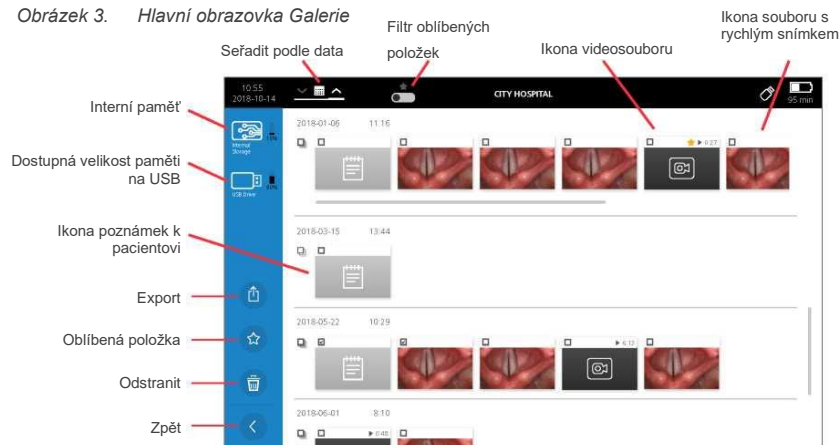 Obrázek 3. Hlavní obrazovka Galerie
Seřadit podle data
Filtr oblíbených
položek
Ikona videosouboru
Ikona souboru s
rychlým snímkem
Interní paměť
Dostupná velikost paměti
na USB
Ikona poznámek k
pacientovi
Export
Oblíbená položka
Odstranit
Zpět
10:55
2018-10-14
CITY HOSPITAL
95 min
Internal
Storage
USB Drive
2018-01-06 11:16
0:27
2018-03-15 13:44
2018-05-22 10:29
2018-06-01 8:10